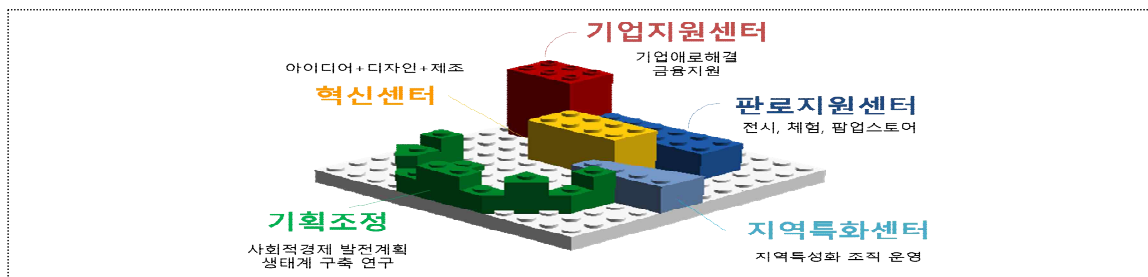 기업지원센터
기업애로해결
금융지원
아이디어+디자인+제조
혁신센터
판로지원센터
전시, 체험, 팝업스토어
기획조정
사회적경제 발전계획
생태계 구축 연구
지역특화센터
지역특성화 조직 운영